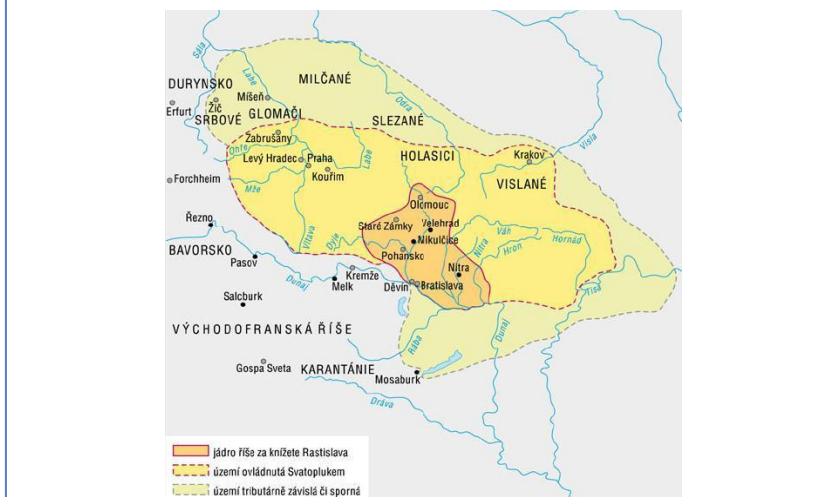 Sála
Labe
DURYNSKO
MILČANÉ
Míšeň
Odra
Erfurt
Žič
SRBOVÉ
GLOMAČI
SLEZANÉ
Visla
Zabrušany
Ohře
Labe
HOLASICI
Krakov
Levý Hradec
Praha
Kouřim
VISLANÉ
Forchheim
Mže
Olomouc
Řezno
Staré Zámky
Velehrad
Vltava
Dyje
Mikulčice
Váh
Nitra
Hron
Hornád
BAVORSKO
Pohansko
Pasov
Kremže
Nitra
Dunaj
Melk
Děvín
Bratislava
Tisa
Salcburk
VÝCHODOFRANSKÁ ŘÍŠE
Rába
Dunaj
Gospa Sveta
KARANTÁNIE
Mosaburk
Dráva
jádro říše za knížete Rastislava
území ovládnutá Svatoplukem
území tributárně závislá či sporná